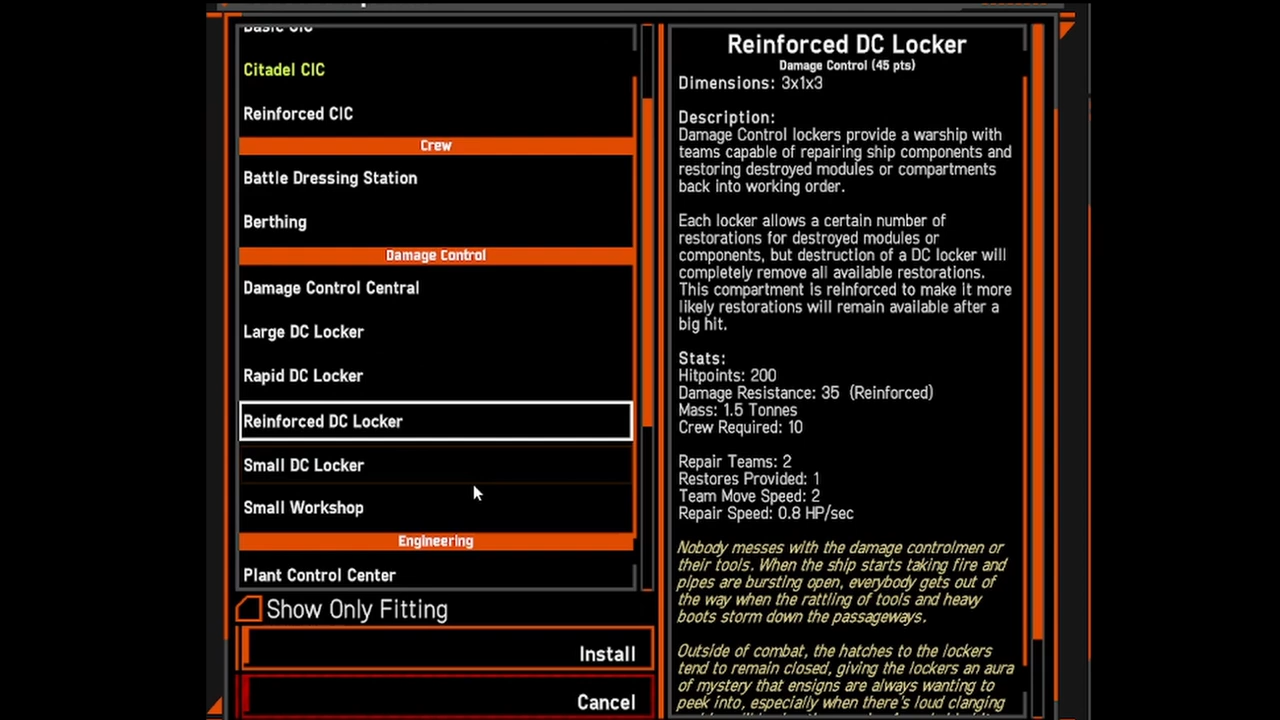 Basic CIC
Citadel CIC
Reinforced CIC
Crew
Battle Dressing Station
Berthing
Damage Control
Damage Control Central
Large DC Locker
Rapid DC Locker
Reinforced DC Locker
Small DC Locker
Small Workshop
Engineering
Plant Control Center
Show Only Fitting
Install
Cancel
Reinforced DC Locker
Damage Control (45 pts)
Dimensions: 3x1x3
Description:
Damage Control lockers provide a warship with
teams capable of repairing ship components and
restoring destroyed modules or compartments
back into working order.
Each locker allows a certain number of
restorations for destroyed modules or
components, but destruction of a DC locker will
completely remove all available restorations.
This compartment is reinforced to make it more
likely restorations will remain available after a
big hit.
Stats:
Hitpoints: 200
Damage Resistance: 35 (Reinforced)
Mass: 1.5 Tonnes
Crew Required: 10
Repair Teams: 2
Restores Provided: 1
Team Move Speed: 2
Repair Speed: 0.8 HP/sec
Nobody messes with the damage controlmen or
their tools. When the ship starts taking fire and
pipes are bursting open, everybody gets out of
the way when the rattling of tools and heavy
boots storm down the passageways.
Outside of combat, the hatches to the lockers
tend to remain closed, giving the lockers an aura
of mystery that ensigns are always wanting to
peek into, especially when there's loud clanging